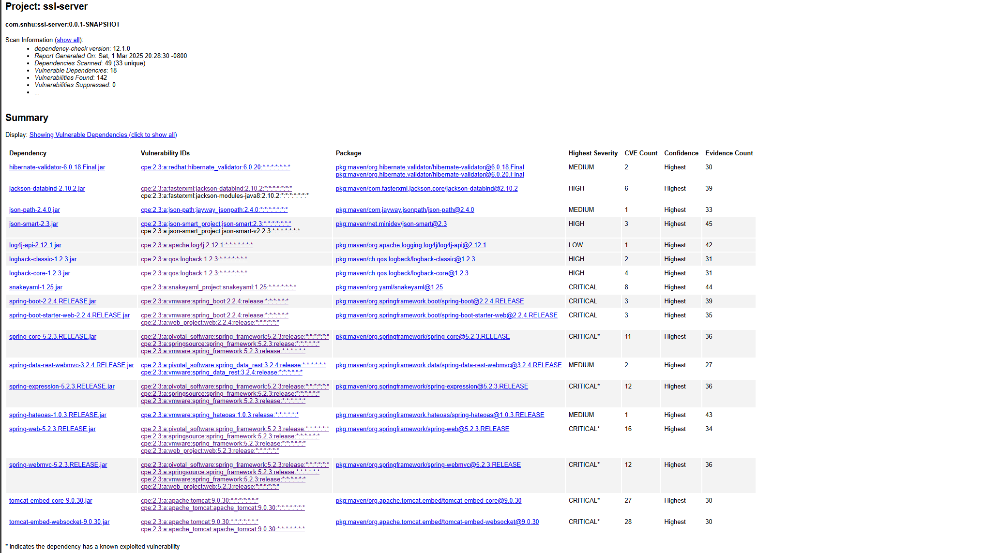 Project: ssl-server
com.snhu:ssl-server:0.0.1-SNAPSHOT
Scan Information (show all):
• dependency-check version: 12.1.0
• Report Generated On: Sat, 1 Mar 2025 20:28:30 -0800
• Dependencies Scanned: 49 (33 unique)
• Vulnerable Dependencies: 18
• Vulnerabilities Found: 142
• Vulnerabilities Suppressed: 0
• ...
Summary
Display: Showing Vulnerable Dependencies (click to show all)
Dependency Vulnerability IDs Package Highest Severity CVE Count Confidence Evidence Count
hibernate-validator-6.0.18.Final.jar cpe:2.3:a:redhat:hibernate_validator:6.0.20:*:*:*:*:*:*:* pkg:maven/org.hibernate.validator/hibernate-validator@6.0.18.Final MEDIUM 2 Highest 30
pkg:maven/org.hibernate.validator/hibernate-validator@6.0.20.Final
jackson-databind-2.10.2.jar cpe:2.3:a:fasterxml:jackson-databind:2.10.2:*:*:*:*:*:*:* pkg:maven/com.fasterxml.jackson.core/jackson-databind@2.10.2 HIGH 6 Highest 39
cpe:2.3:a:fasterxml:jackson-modules-java8:2.10.2:*:*:*:*:*:*:*
json-path-2.4.0.jar cpe:2.3:a:json-path:jayway_jsonpath:2.4.0:*:*:*:*:*:*:* pkg:maven/com.jayway.jsonpath/json-path@2.4.0 MEDIUM 1 Highest 33
json-smart-2.3.jar cpe:2.3:a:json-smart_project:json-smart:2.3:*:*:*:*:*:*:* pkg:maven/net.minidev/json-smart@2.3 HIGH 3 Highest 45
cpe:2.3:a:json-smart_project:json-smart-v2:2.3:*:*:*:*:*:*:*
log4j-api-2.12.1.jar cpe:2.3:a:apache:log4j:2.12.1:*:*:*:*:*:*:* pkg:maven/org.apache.logging.log4j/log4j-api@2.12.1 LOW 1 Highest 42
logback-classic-1.2.3.jar cpe:2.3:a:qos:logback:1.2.3:*:*:*:*:*:*:* pkg:maven/ch.qos.logback/logback-classic@1.2.3 HIGH 2 Highest 31
logback-core-1.2.3.jar cpe:2.3:a:qos:logback:1.2.3:*:*:*:*:*:*:* pkg:maven/ch.qos.logback/logback-core@1.2.3 HIGH 4 Highest 31
snakeyaml-1.25.jar cpe:2.3:a:snakeyaml_project:snakeyaml:1.25:*:*:*:*:*:*:* pkg:maven/org.yaml/snakeyaml@1.25 CRITICAL 8 Highest 44
spring-boot-2.2.4.RELEASE.jar cpe:2.3:a:vmware:spring_boot:2.2.4:release:*:*:*:*:*:* pkg:maven/org.springframework.boot/spring-boot@2.2.4.RELEASE CRITICAL 3 Highest 39
spring-boot-starter-web-2.2.4.RELEASE.jar cpe:2.3:a:vmware:spring_boot:2.2.4:release:*:*:*:*:*:* pkg:maven/org.springframework.boot/spring-boot-starter-web@2.2.4.RELEASE CRITICAL 3 Highest 35
cpe:2.3:a:web_project:web:2.2.4:release:*:*:*:*:*:*
spring-core-5.2.3.RELEASE.jar cpe:2.3:a:pivotal_software:spring_framework:5.2.3:release:*:*:*:*:*:* pkg:maven/org.springframework/spring-core@5.2.3.RELEASE CRITICAL* 11 Highest 36
cpe:2.3:a:springsource:spring_framework:5.2.3:release:*:*:*:*:*:*
cpe:2.3:a:vmware:spring_framework:5.2.3:release:*:*:*:*:*:*
spring-data-rest-webmvc-3.2.4.RELEASE.jar cpe:2.3:a:pivotal_software:spring_data_rest:3.2.4:release:*:*:*:*:*:* pkg:maven/org.springframework.data/spring-data-rest-webmvc@3.2.4.RELEASE MEDIUM 2 Highest 27
cpe:2.3:a:vmware:spring_data_rest:3.2.4:release:*:*:*:*:*:*
spring-expression-5.2.3.RELEASE.jar cpe:2.3:a:pivotal_software:spring_framework:5.2.3:release:*:*:*:*:*:* pkg:maven/org.springframework/spring-expression@5.2.3.RELEASE CRITICAL* 12 Highest 36
cpe:2.3:a:springsource:spring_framework:5.2.3:release:*:*:*:*:*:*
cpe:2.3:a:vmware:spring_framework:5.2.3:release:*:*:*:*:*:*
spring-hateoas-1.0.3.RELEASE.jar cpe:2.3:a:vmware:spring_hateoas:1.0.3:release:*:*:*:*:*:* pkg:maven/org.springframework.hateoas/spring-hateoas@1.0.3.RELEASE MEDIUM 1 Highest 43
spring-web-5.2.3.RELEASE.jar cpe:2.3:a:pivotal_software:spring_framework:5.2.3:release:*:*:*:*:*:* pkg:maven/org.springframework/spring-web@5.2.3.RELEASE CRITICAL* 16 Highest 34
cpe:2.3:a:springsource:spring_framework:5.2.3:release:*:*:*:*:*:*
cpe:2.3:a:vmware:spring_framework:5.2.3:release:*:*:*:*:*:*
cpe:2.3:a:web_project:web:5.2.3:release:*:*:*:*:*:*
spring-webmvc-5.2.3.RELEASE.jar cpe:2.3:a:pivotal_software:spring_framework:5.2.3:release:*:*:*:*:*:* pkg:maven/org.springframework/spring-webmvc@5.2.3.RELEASE CRITICAL* 12 Highest 36
cpe:2.3:a:springsource:spring_framework:5.2.3:release:*:*:*:*:*:*
cpe:2.3:a:vmware:spring_framework:5.2.3:release:*:*:*:*:*:*
cpe:2.3:a:web_project:web:5.2.3:release:*:*:*:*:*:*
tomcat-embed-core-9.0.30.jar cpe:2.3:a:apache:tomcat:9.0.30:*:*:*:*:*:*:* pkg:maven/org.apache.tomcat.embed/tomcat-embed-core@9.0.30 CRITICAL* 27 Highest 30
cpe:2.3:a:apache_tomcat:apache_tomcat:9.0.30:*:*:*:*:*:*:*
tomcat-embed-websocket-9.0.30.jar cpe:2.3:a:apache:tomcat:9.0.30:*:*:*:*:*:*:* pkg:maven/org.apache.tomcat.embed/tomcat-embed-websocket@9.0.30 CRITICAL* 28 Highest 30
cpe:2.3:a:apache_tomcat:apache_tomcat:9.0.30:*:*:*:*:*:*:*
* indicates the dependency has a known exploited vulnerability